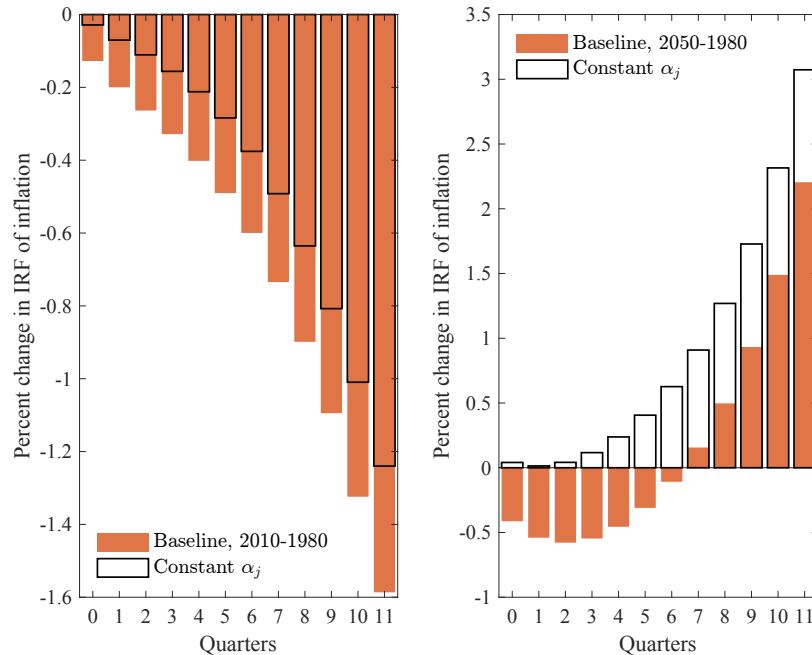 0
-0.2
-0.4
-0.6
-0.8
-1
-1.2
-1.4
-1.6
Percent change in IRF of inflation
Baseline, 2010-1980
Constant αj
0 1 2 3 4 5 6 7 8 9 10 11
Quarters
3.5
3
2.5
2
1.5
1
0.5
0
-0.5
-1
Percent change in IRF of inflation
Baseline, 2050-1980
Constant αj
0 1 2 3 4 5 6 7 8 9 10 11
Quarters